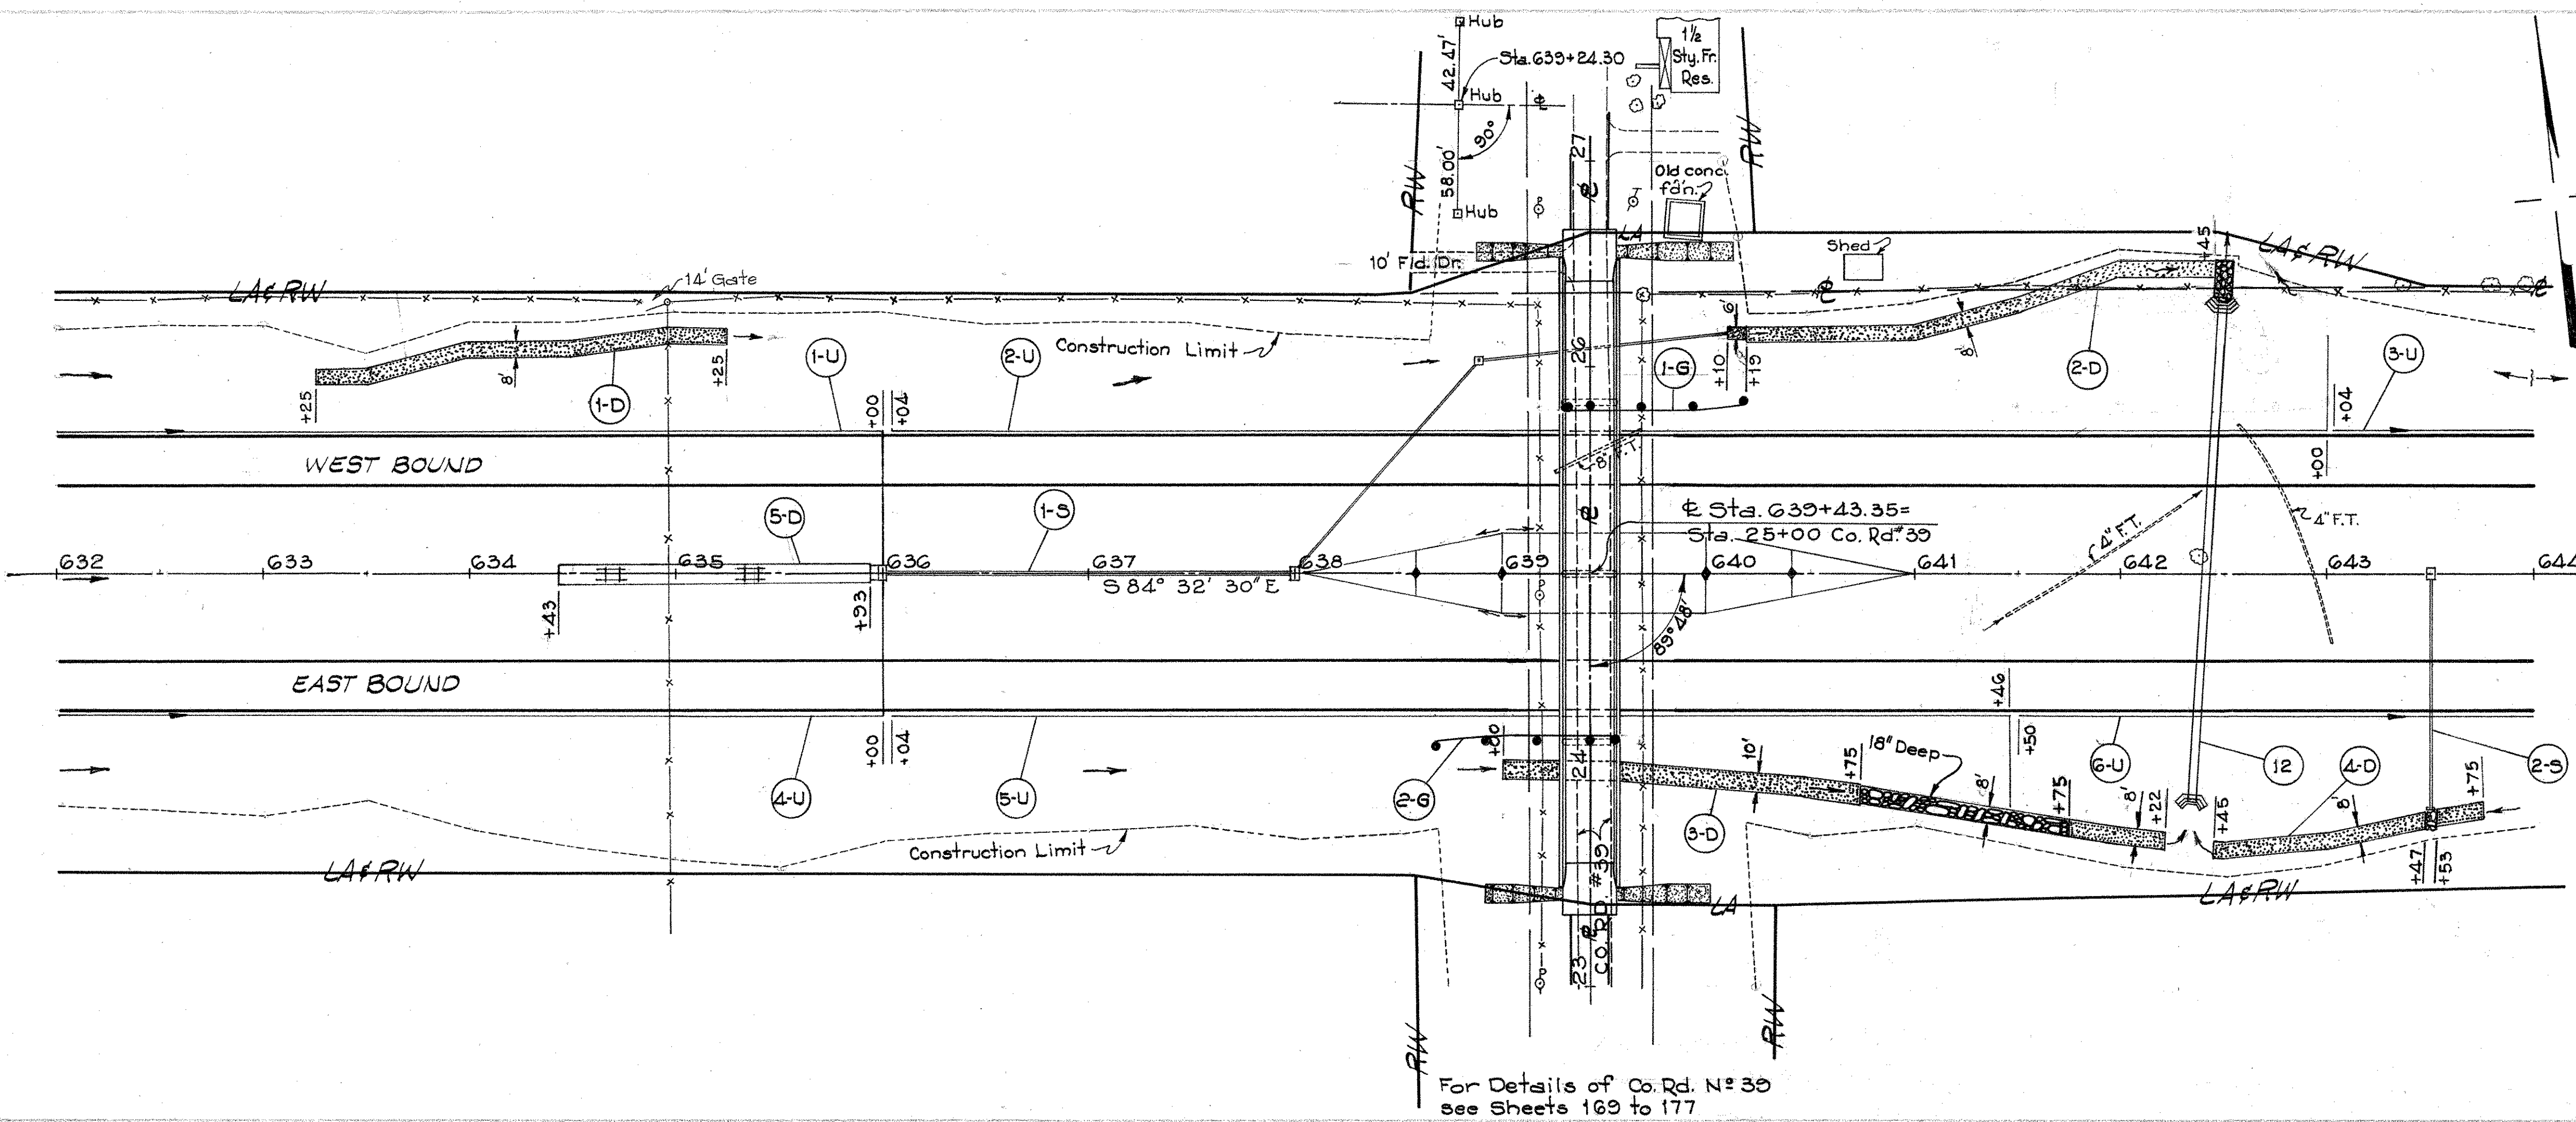 Hub
42.47'
Sta. 639+24.30
Hub
90°
58.00'
Hub
1½
Sty. Fr.
Res.
RW
RW
27
Old conc.
fd'n.
LA
Shed
+45
LA & RW
10' Fld. Dr.
LA & RW
14' Gate
Construction Limit
26
6'
8'
8'
+25
+25
1-D
1-U
2-U
+00
+04
1-G
+10
+19
2-D
3-U
+04
+00
WEST BOUND
8" F.T.
5-D
1-S
℄ Sta. 639+43.35=
Sta. 25+00 Co. Rd. #39
4" F.T.
4" F.T.
632
633
634
635
636
637
638
639
640
641
642
643
644
S 84° 32' 30" E
+43
+93
89° 48'
EAST BOUND
+46
+50
+00
+04
+00
10'
+75
18" Deep
8'
+75
8'
+22
+45
8'
+75
4-U
5-U
2-G
24
3-D
6-U
12
4-D
2-S
+47
+53
Construction Limit
LA & RW
LA & RW
LA
CO. RD. #39
23
RW
RW
For Details of Co. Rd. Nº 39
see Sheets 169 to 177